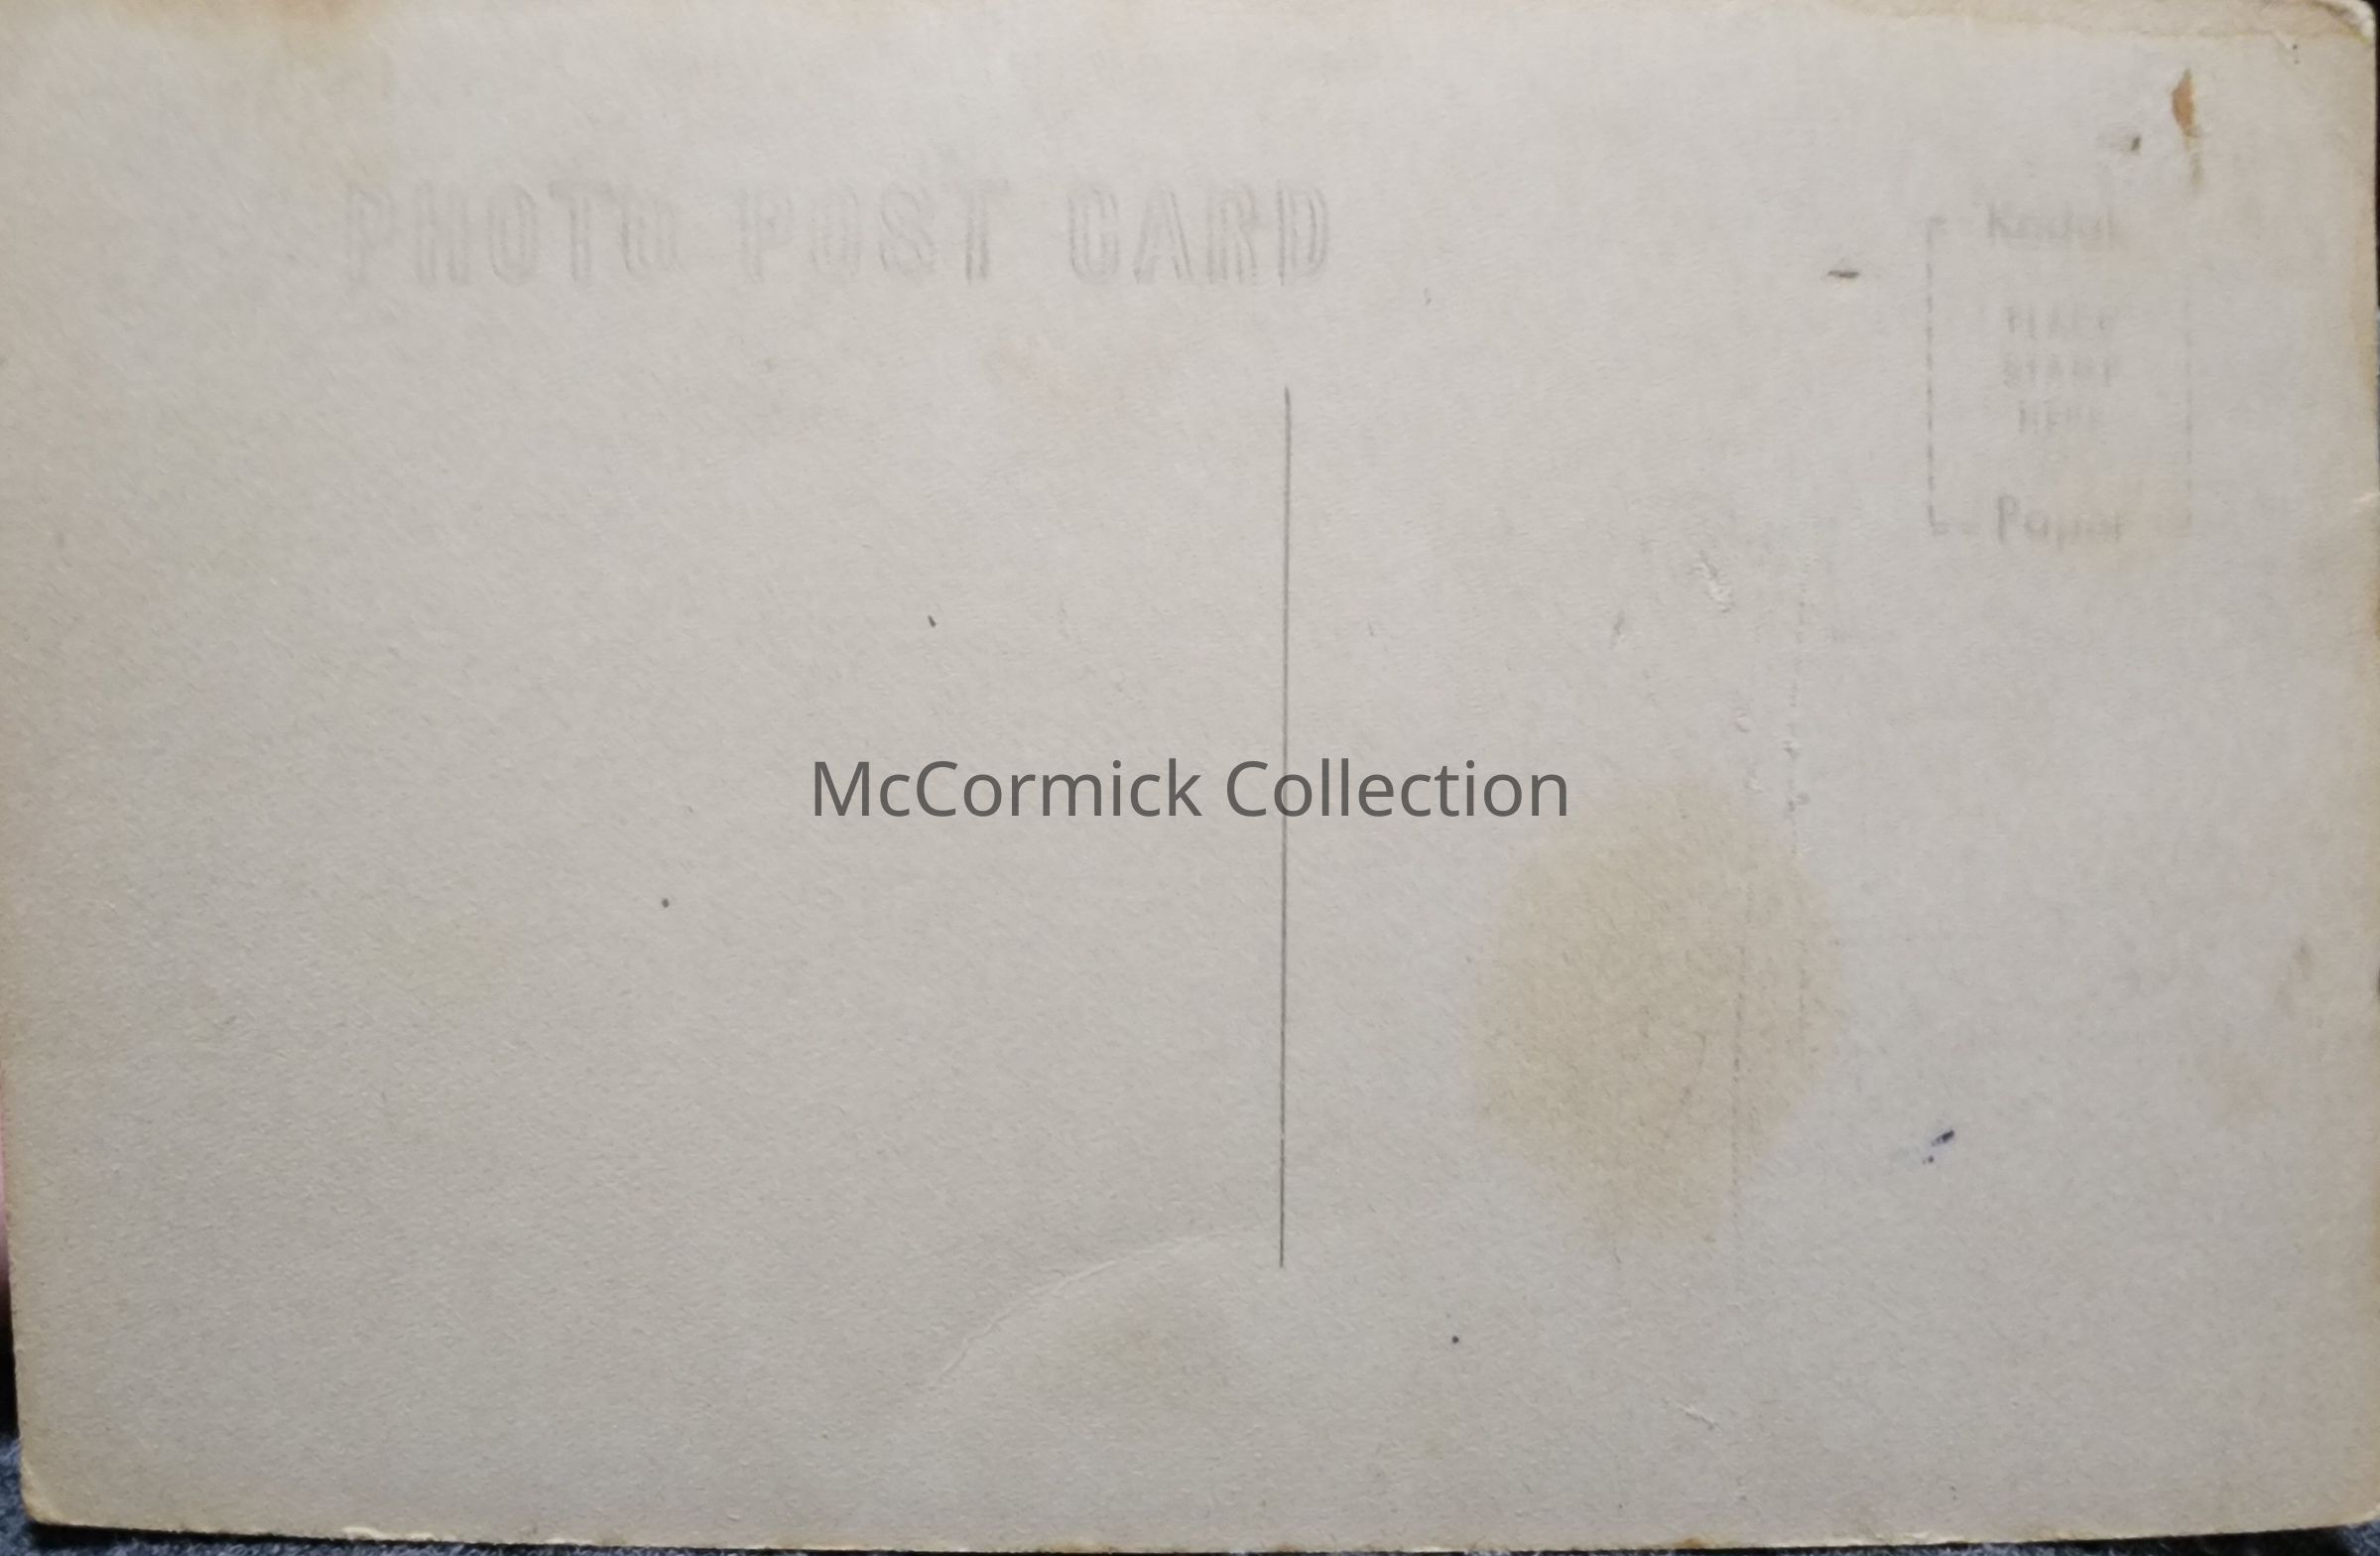 PHOTO POST CARD
Kodak
PLACE
STAMP
HERE
Paper
McCormick Collection